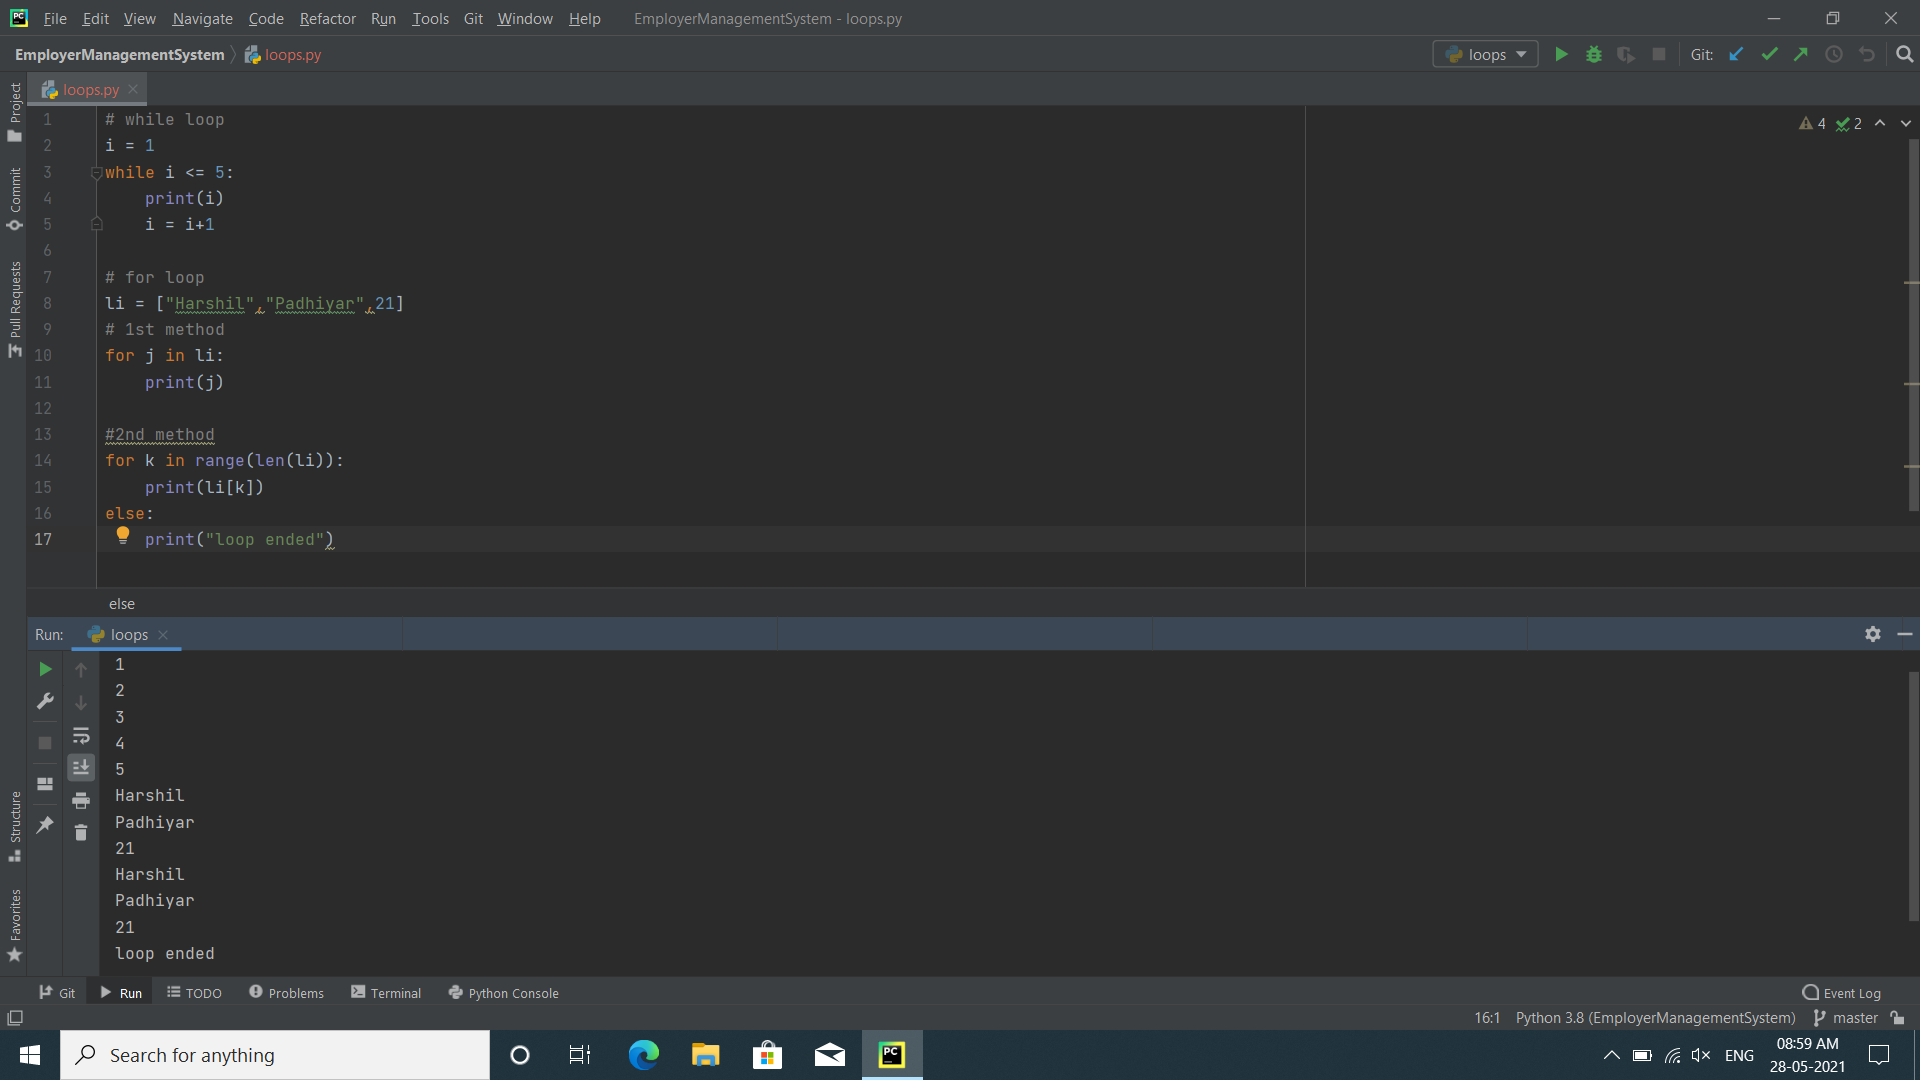 File Edit View Navigate Code Refactor Run Tools Git Window Help EmployerManagementSystem - loops.py
EmployerManagementSystem loops.py loops Git:
loops.py
Project
Commit
Pull Requests
1 # while loop
2 i = 1
3 while i <= 5:
4     print(i)
5     i = i+1
6
7 # for loop
8 li = ["Harshil","Padhiyar",21]
9 # 1st method
10 for j in li:
11     print(j)
12
13 #2nd method
14 for k in range(len(li)):
15     print(li[k])
16 else:
17     print("loop ended")
4 2
else
Run: loops
1
2
3
4
5
Harshil
Padhiyar
21
Harshil
Padhiyar
21
loop ended
Structure
Favorites
Git Run TODO Problems Terminal Python Console Event Log
16:1 Python 3.8 (EmployerManagementSystem) master
Search for anything
PC
ENG
08:59 AM
28-05-2021